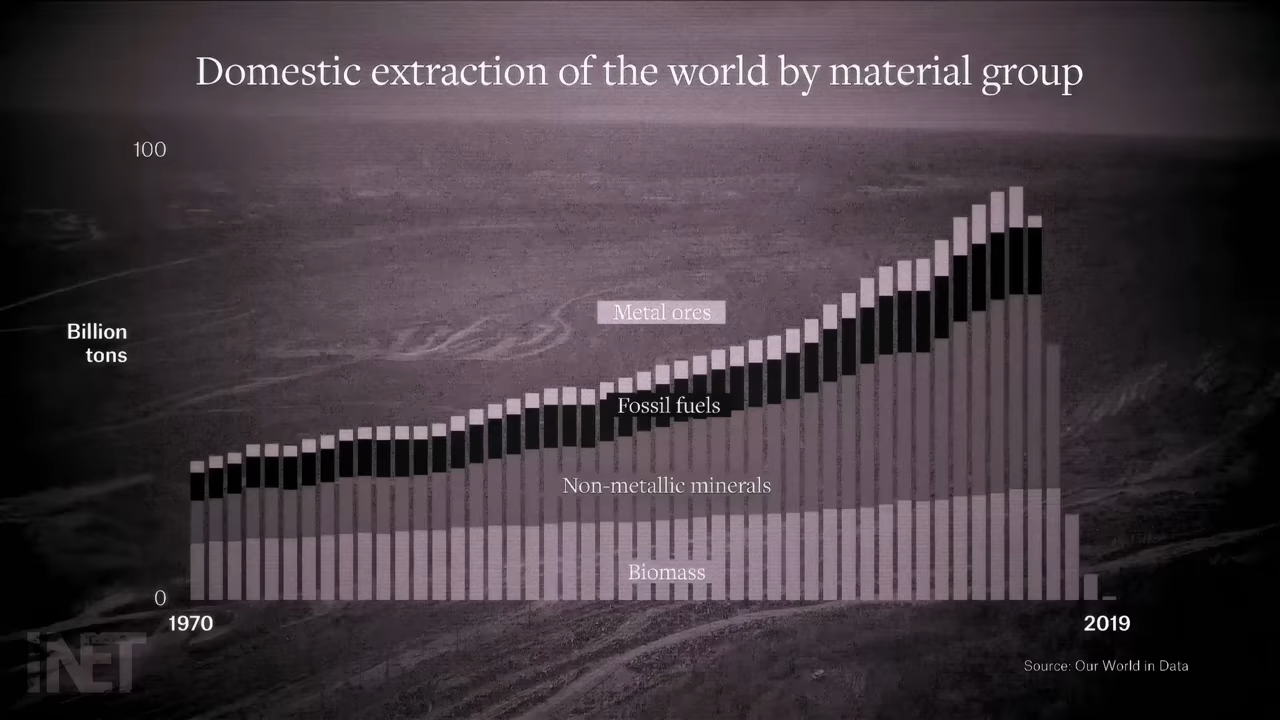 Domestic extraction of the world by material group
100
Billion
tons
Metal ores
Fossil fuels
Non-metallic minerals
Biomass
0
1970
2019
Source: Our World in Data
NET